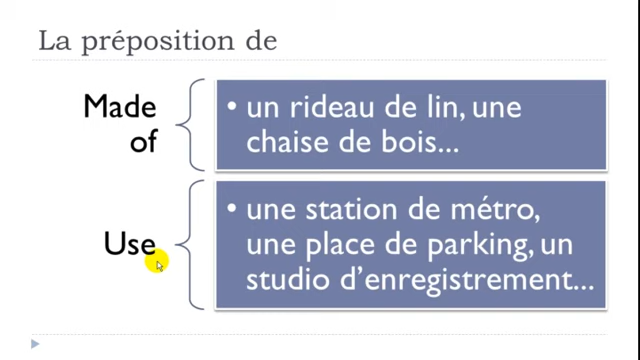 La préposition de
Made
of
• un rideau de lin, une
chaise de bois...
Use
• une station de métro,
une place de parking, un
studio d'enregistrement...